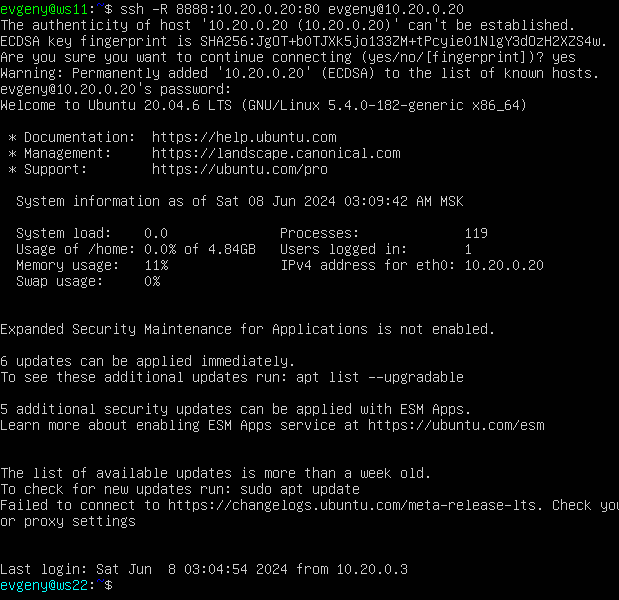 evgeny@ws11:~$ ssh -R 8888:10.20.0.20:80 evgeny@10.20.0.20
The authenticity of host '10.20.0.20 (10.20.0.20)' can't be established.
ECDSA key fingerprint is SHA256:JgOT+b0TJXk5jo133ZM+tPcyie01NlgY3dOzH2XZS4w.
Are you sure you want to continue connecting (yes/no/[fingerprint])? yes
Warning: Permanently added '10.20.0.20' (ECDSA) to the list of known hosts.
evgeny@10.20.0.20's password:
Welcome to Ubuntu 20.04.6 LTS (GNU/Linux 5.4.0-182-generic x86_64)
* Documentation:  https://help.ubuntu.com
* Management:     https://landscape.canonical.com
* Support:        https://ubuntu.com/pro
System information as of Sat 08 Jun 2024 03:09:42 AM MSK
System load:    0.0              Processes:               119
Usage of /home: 0.0% of 4.84GB   Users logged in:         1
Memory usage:   11%              IPv4 address for eth0: 10.20.0.20
Swap usage:     0%
Expanded Security Maintenance for Applications is not enabled.
6 updates can be applied immediately.
To see these additional updates run: apt list --upgradable
5 additional security updates can be applied with ESM Apps.
Learn more about enabling ESM Apps service at https://ubuntu.com/esm
The list of available updates is more than a week old.
To check for new updates run: sudo apt update
Failed to connect to https://changelogs.ubuntu.com/meta-release-lts. Check you
or proxy settings
Last login: Sat Jun  8 03:04:54 2024 from 10.20.0.3
evgeny@ws22:~$